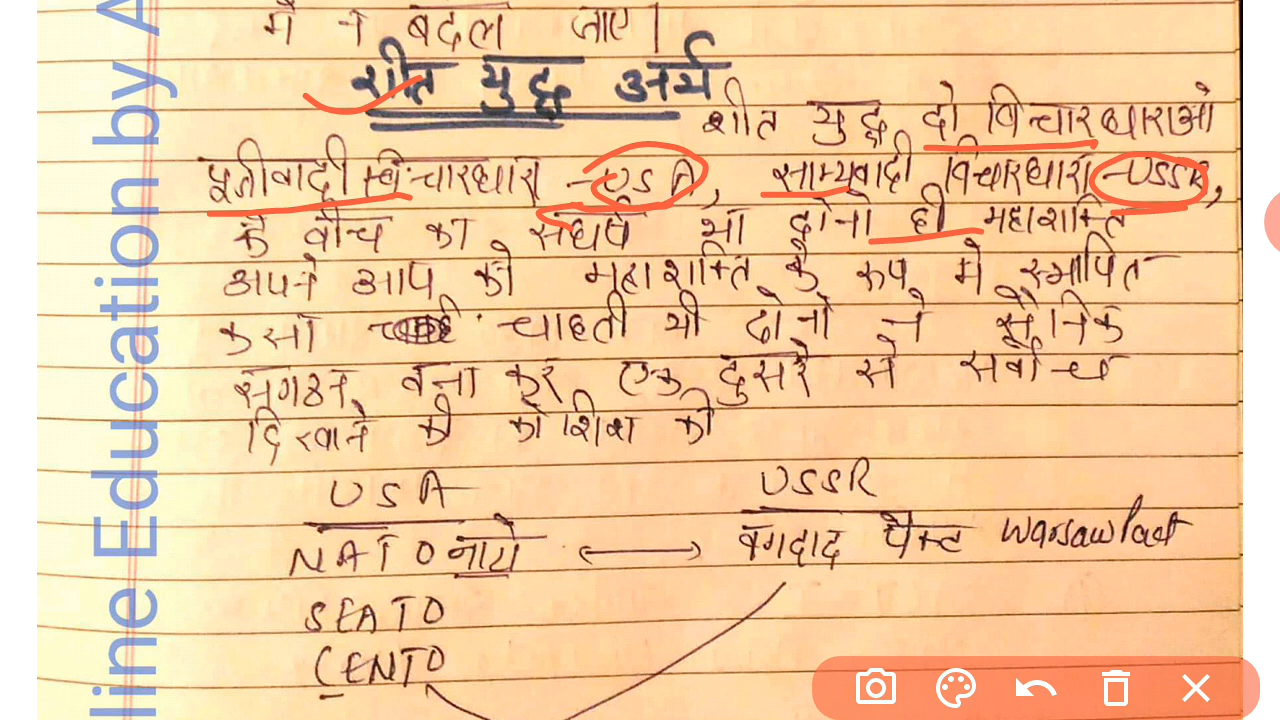 में न बदल जाए।
शीत युद्ध अर्थ
शीत युद्ध दो विचारधाराओ
पूजीवादी विचारधारा - USA, साम्यवादी विचारधारा - USSR,
के बीच का संघर्ष था दोनो ही महाशक्ति
अपने आप को महाशक्ति के रूप मे स्थापित
करना चाहती थी दोनो ने सैनिक
संगठन बना कर एक दुसरे से सर्वोच्च
दिखाने की कोशिश की
USA USSR
NATO नाटो ⟷ बगदाद पैक्ट Warsaw Pact
SEATO
CENTO
line Education by A